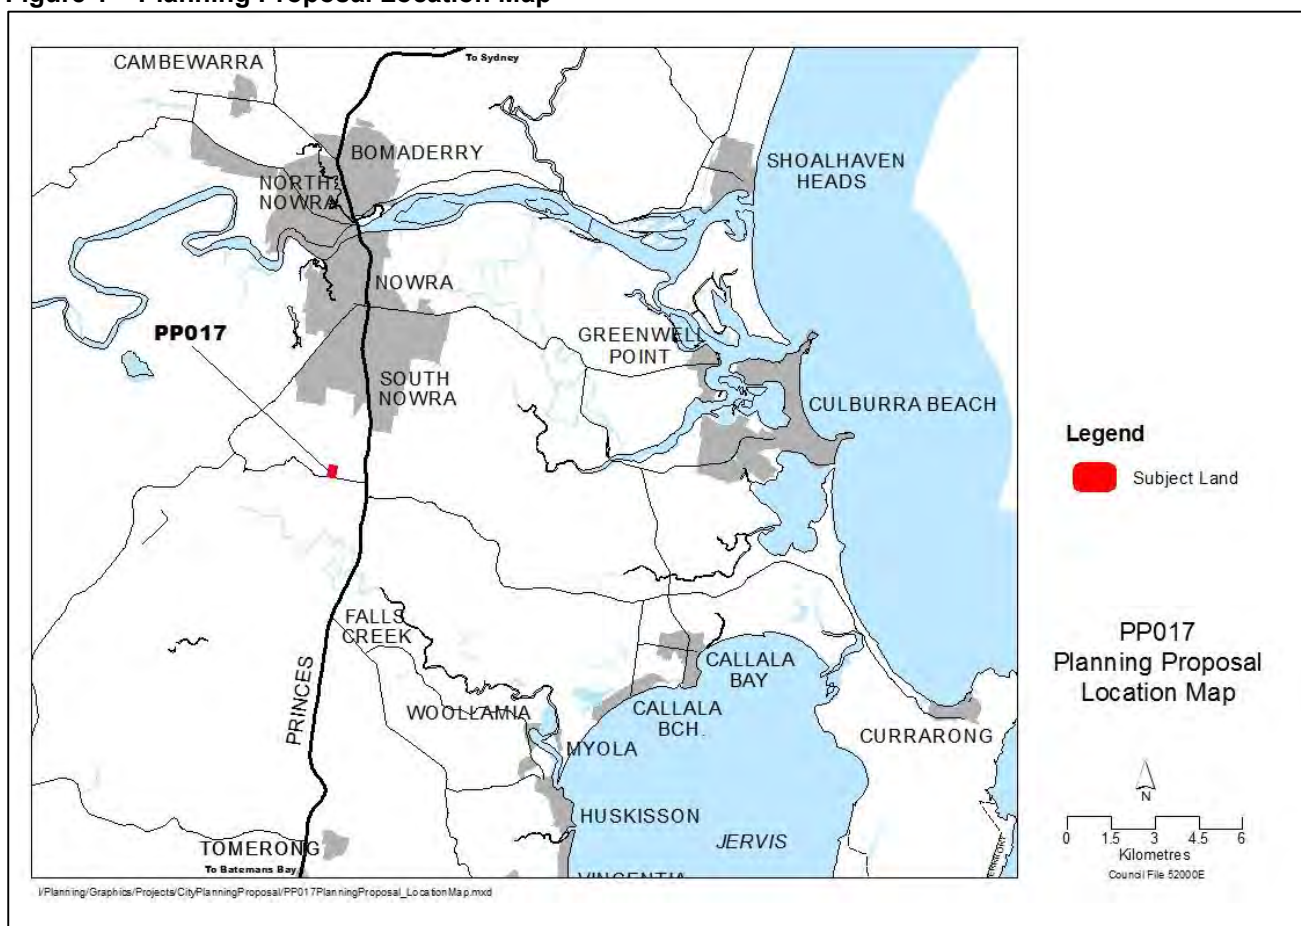 Figure 1 – Planning Proposal Location Map
To Sydney
CAMBEWARRA
BOMADERRY
SHOALHAVEN
HEADS
NORTH
NOWRA
NOWRA
PP017
GREENWELL
POINT
SOUTH
NOWRA
CULBURRA BEACH
Legend
Subject Land
FALLS
CREEK
PP017
Planning Proposal
Location Map
PRINCES
CALLALA
BAY
WOOLLAMIA
CALLALA
BCH.
CURRARONG
MYOLA
N
HUSKISSON
JERVIS
0 1.5 3 4.5 6
Kilometres
Council File 52000E
TOMERONG
To Batemans Bay
I/Planning/Graphics/Projects/CityPlanningProposal/PP017PlanningProposal_LocationMap.mxd